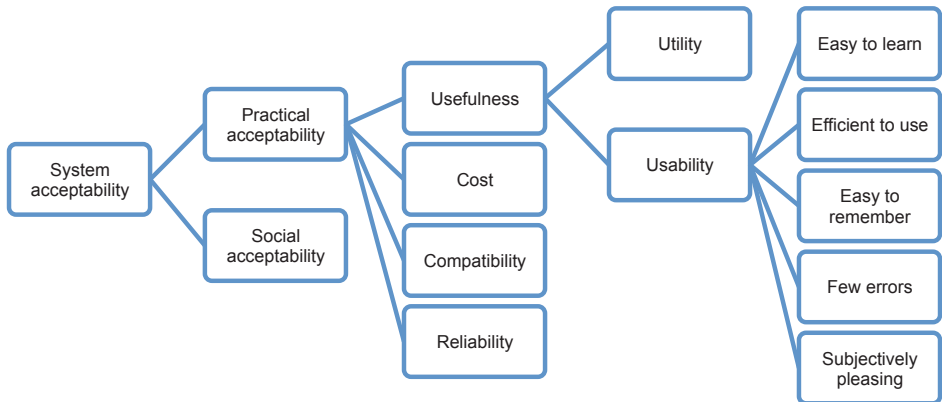 System
acceptability
Practical
acceptability
Social
acceptability
Usefulness
Cost
Compatibility
Reliability
Utility
Usability
Easy to learn
Efficient to use
Easy to
remember
Few errors
Subjectively
pleasing